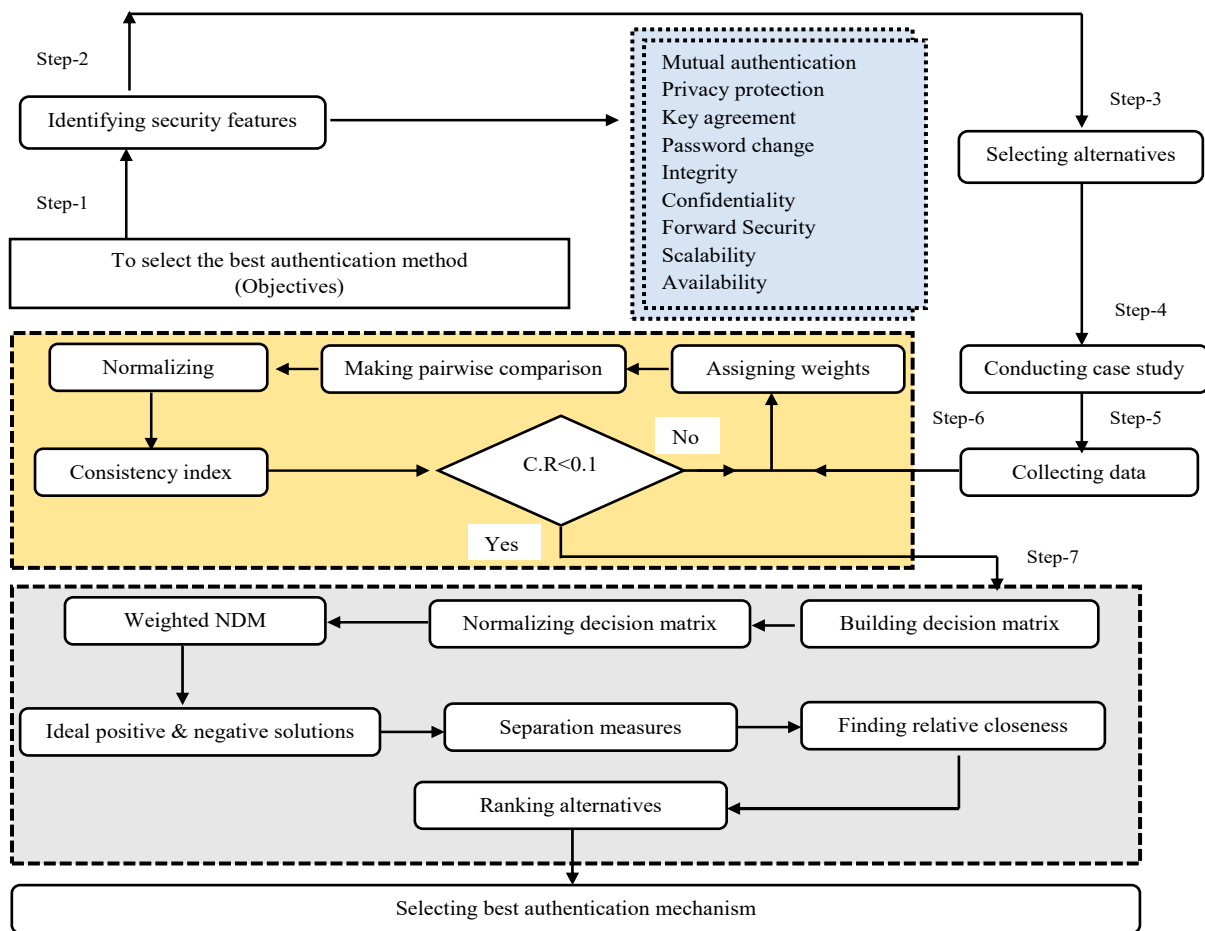 Step-2
Identifying security features
Step-1
To select the best authentication method
(Objectives)
Mutual authentication
Privacy protection
Key agreement
Password change
Integrity
Confidentiality
Forward Security
Scalability
Availability
Step-3
Selecting alternatives
Step-4
Conducting case study
Step-5
Collecting data
Step-6
Assigning weights
Making pairwise comparison
Normalizing
Consistency index
C.R<0.1
No
Yes
Step-7
Building decision matrix
Normalizing decision matrix
Weighted NDM
Ideal positive & negative solutions
Separation measures
Finding relative closeness
Ranking alternatives
Selecting best authentication mechanism